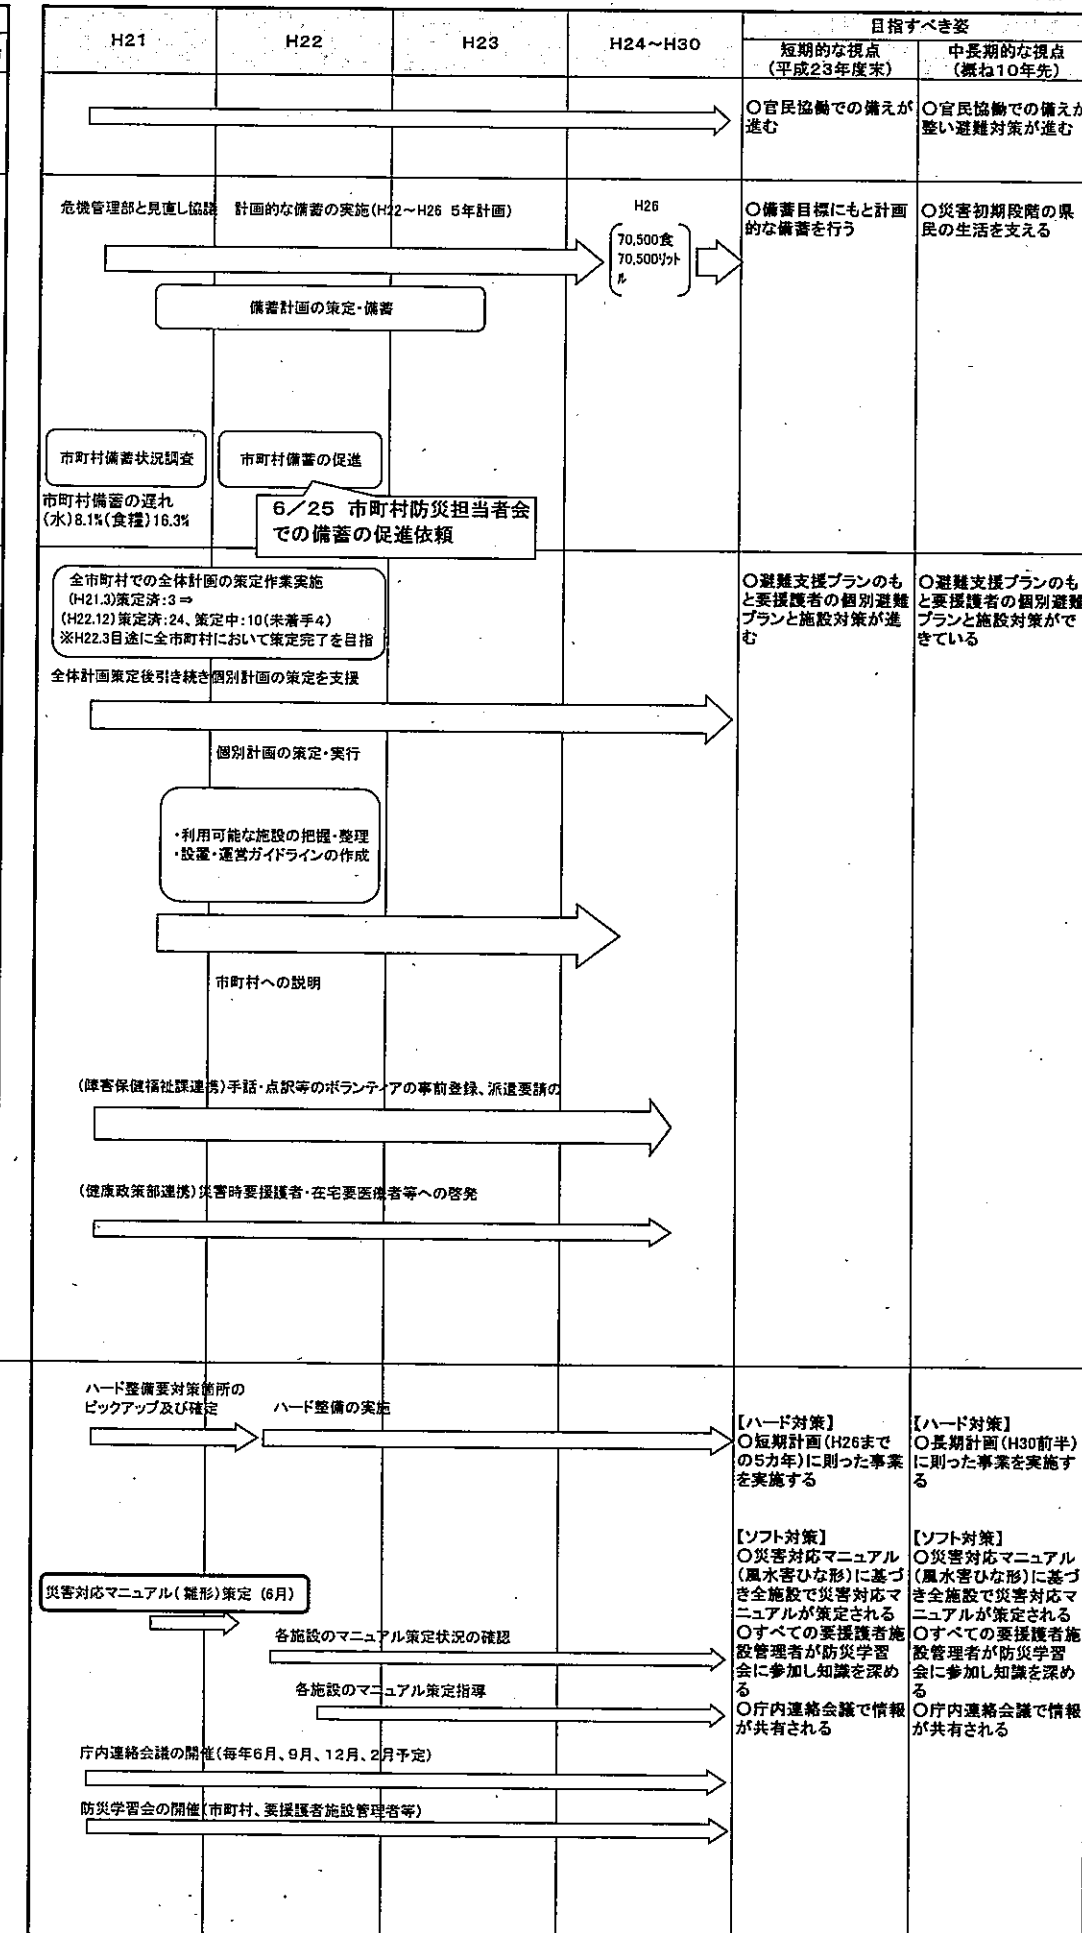 H21
H22
H23
H24～H30
目指すべき姿
短期的な視点
(平成23年度末)
中長期的な視点
(概ね10年先)
○官民協働での備えが
進む
○官民協働での備えが
整い避難対策が進む
危機管理部と見直し協議
計画的な備蓄の実施(H22～H26 5年計画)
H26
70,500食
70,500リット
ル
○備蓄目標にもと計画
的な備蓄を行う
○災害初期段階の県
民の生活を支える
備蓄計画の策定・備蓄
市町村備蓄状況調査
市町村備蓄の促進
市町村備蓄の遅れ
(水)8.1%(食糧)16.3%
6／25 市町村防災担当者会
での備蓄の促進依頼
全市町村での全体計画の策定作業実施
(H21.3)策定済:3 ⇒
(H22.12)策定済:24、策定中:10(未着手4)
※H22.3目途に全市町村において策定完了を目指
○避難支援プランのも
と要援護者の個別避難
プランと施設対策が進
む
○避難支援プランのも
と要援護者の個別避難
プランと施設対策がで
きている
全体計画策定後引き続き個別計画の策定を支援
個別計画の策定・実行
・利用可能な施設の把握・整理
・設置・運営ガイドラインの作成
市町村への説明
(障害保健福祉課連携)手話・点訳等のボランティアの事前登録、派遣要請の
(健康政策部連携)災害時要援護者・在宅要医療者等への啓発
ハード整備要対策箇所の
ピックアップ及び確定
ハード整備の実施
【ハード対策】
○短期計画(H26まで
の5カ年)に則った事業
を実施する
【ハード対策】
○長期計画(H30前半)
に則った事業を実施す
る
【ソフト対策】
○災害対応マニュアル
(風水害ひな形)に基づ
き全施設で災害対応マ
ニュアルが策定される
○すべての要援護者施
設管理者が防災学習
会に参加し知識を深め
る
○庁内連絡会議で情報
が共有される
【ソフト対策】
○災害対応マニュアル
(風水害ひな形)に基づ
き全施設で災害対応マ
ニュアルが策定される
○すべての要援護者施
設管理者が防災学習
会に参加し知識を深め
る
○庁内連絡会議で情報
が共有される
災害対応マニュアル(雛形)策定 (6月)
各施設のマニュアル策定状況の確認
各施設のマニュアル策定指導
庁内連絡会議の開催(毎年6月、9月、12月、2月予定)
防災学習会の開催(市町村、要援護者施設管理者等)